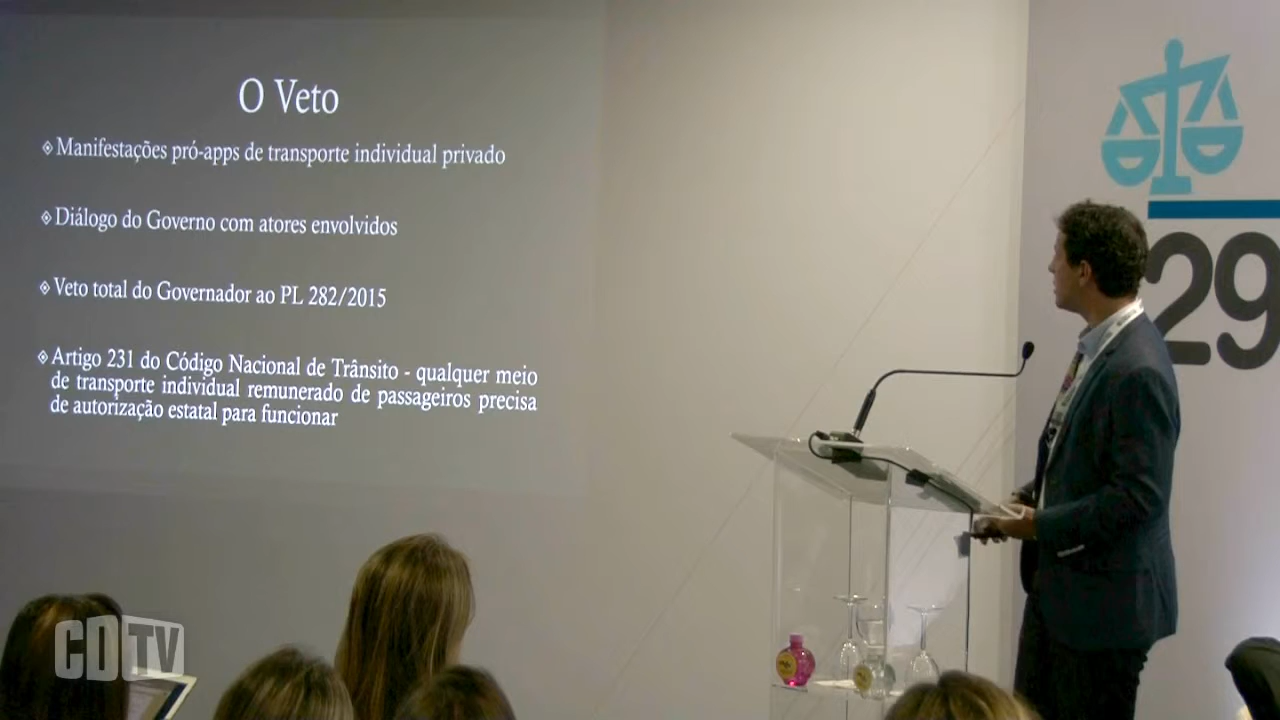 O Veto
Manifestações pró-apps de transporte individual privado
Diálogo do Governo com atores envolvidos
Veto total do Governador ao PL 282/2015
Artigo 231 do Código Nacional de Trânsito - qualquer meio
de transporte individual remunerado de passageiros precisa
de autorização estatal para funcionar
29
CDTV